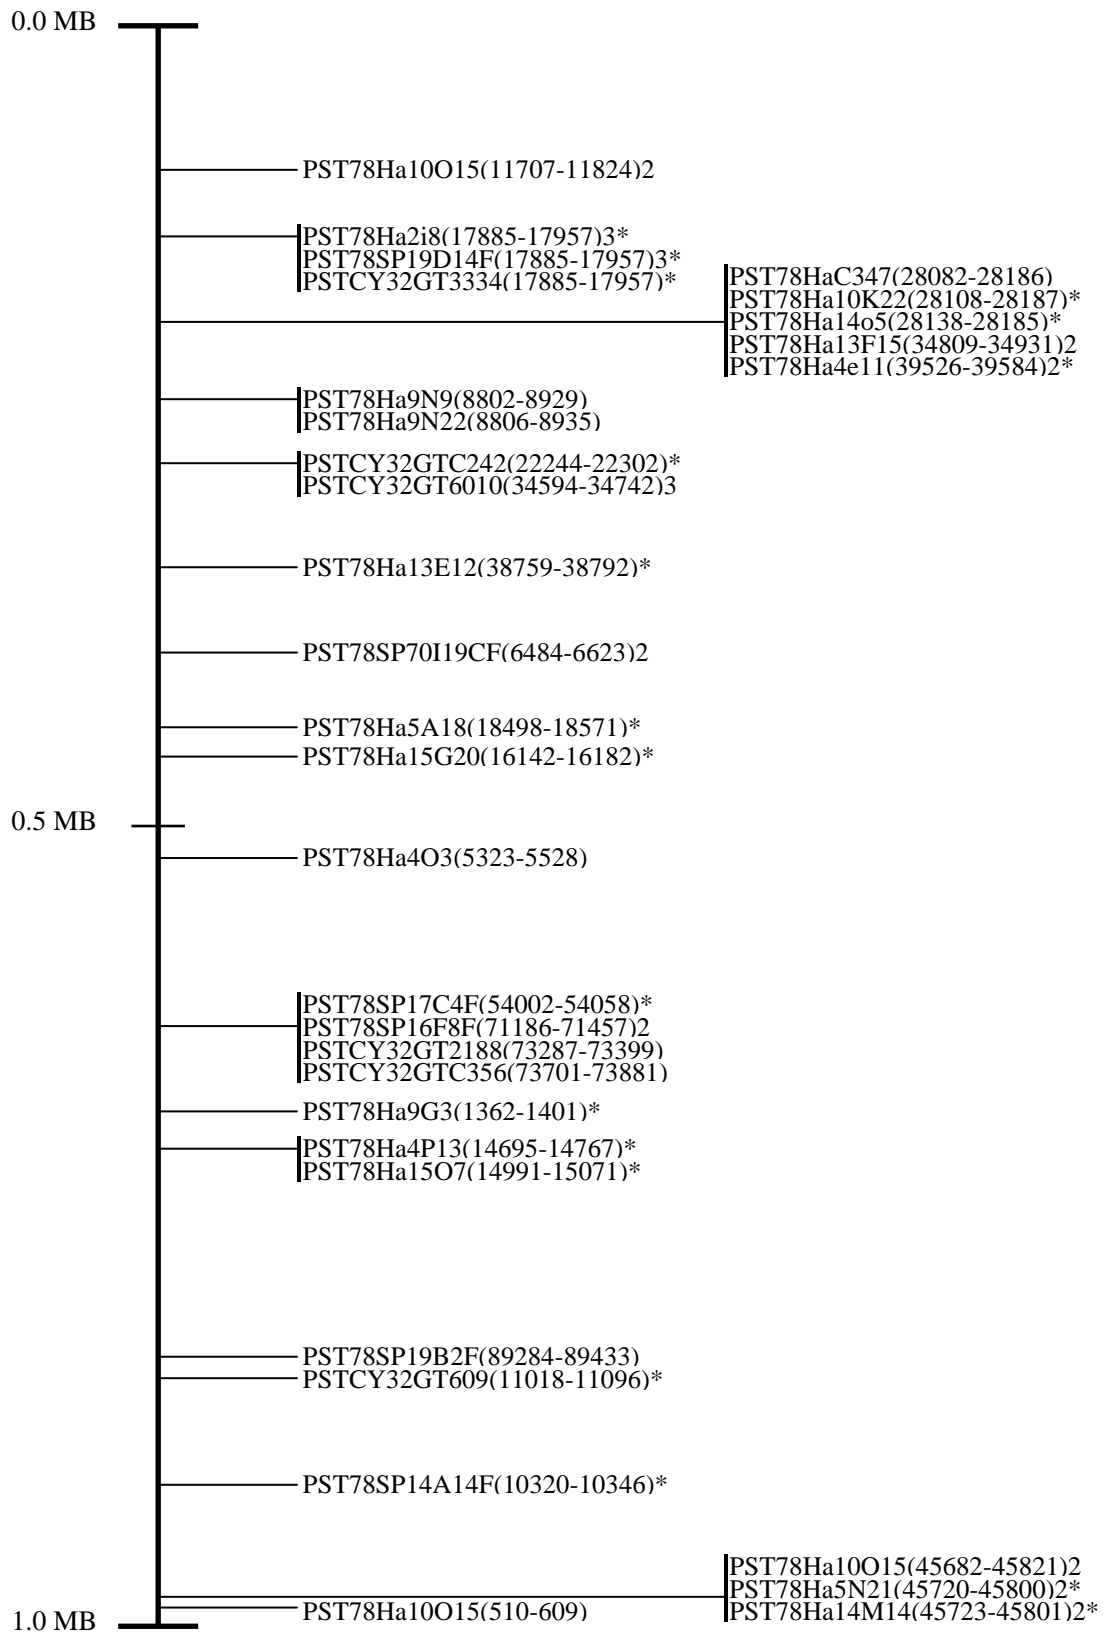 0.0 MB
PST78Ha10O15(11707-11824)2
PST78Ha2i8(17885-17957)3*
PST78SP19D14F(17885-17957)3*
PSTCY32GT3334(17885-17957)*
PST78HaC347(28082-28186)
PST78Ha10K22(28108-28187)*
PST78Ha14o5(28138-28185)*
PST78Ha13F15(34809-34931)2
PST78Ha4e11(39526-39584)2*
PST78Ha9N9(8802-8929)
PST78Ha9N22(8806-8935)
PSTCY32GTC242(22244-22302)*
PSTCY32GT6010(34594-34742)3
PST78Ha13E12(38759-38792)*
PST78SP70I19CF(6484-6623)2
PST78Ha5A18(18498-18571)*
PST78Ha15G20(16142-16182)*
0.5 MB
PST78Ha4O3(5323-5528)
PST78SP17C4F(54002-54058)*
PST78SP16F8F(71186-71457)2
PSTCY32GT2188(73287-73399)
PSTCY32GTC356(73701-73881)
PST78Ha9G3(1362-1401)*
PST78Ha4P13(14695-14767)*
PST78Ha15O7(14991-15071)*
PST78SP19B2F(89284-89433)
PSTCY32GT609(11018-11096)*
PST78SP14A14F(10320-10346)*
PST78Ha10O15(45682-45821)2
PST78Ha5N21(45720-45800)2*
PST78Ha14M14(45723-45801)2*
PST78Ha10O15(510-609)
1.0 MB